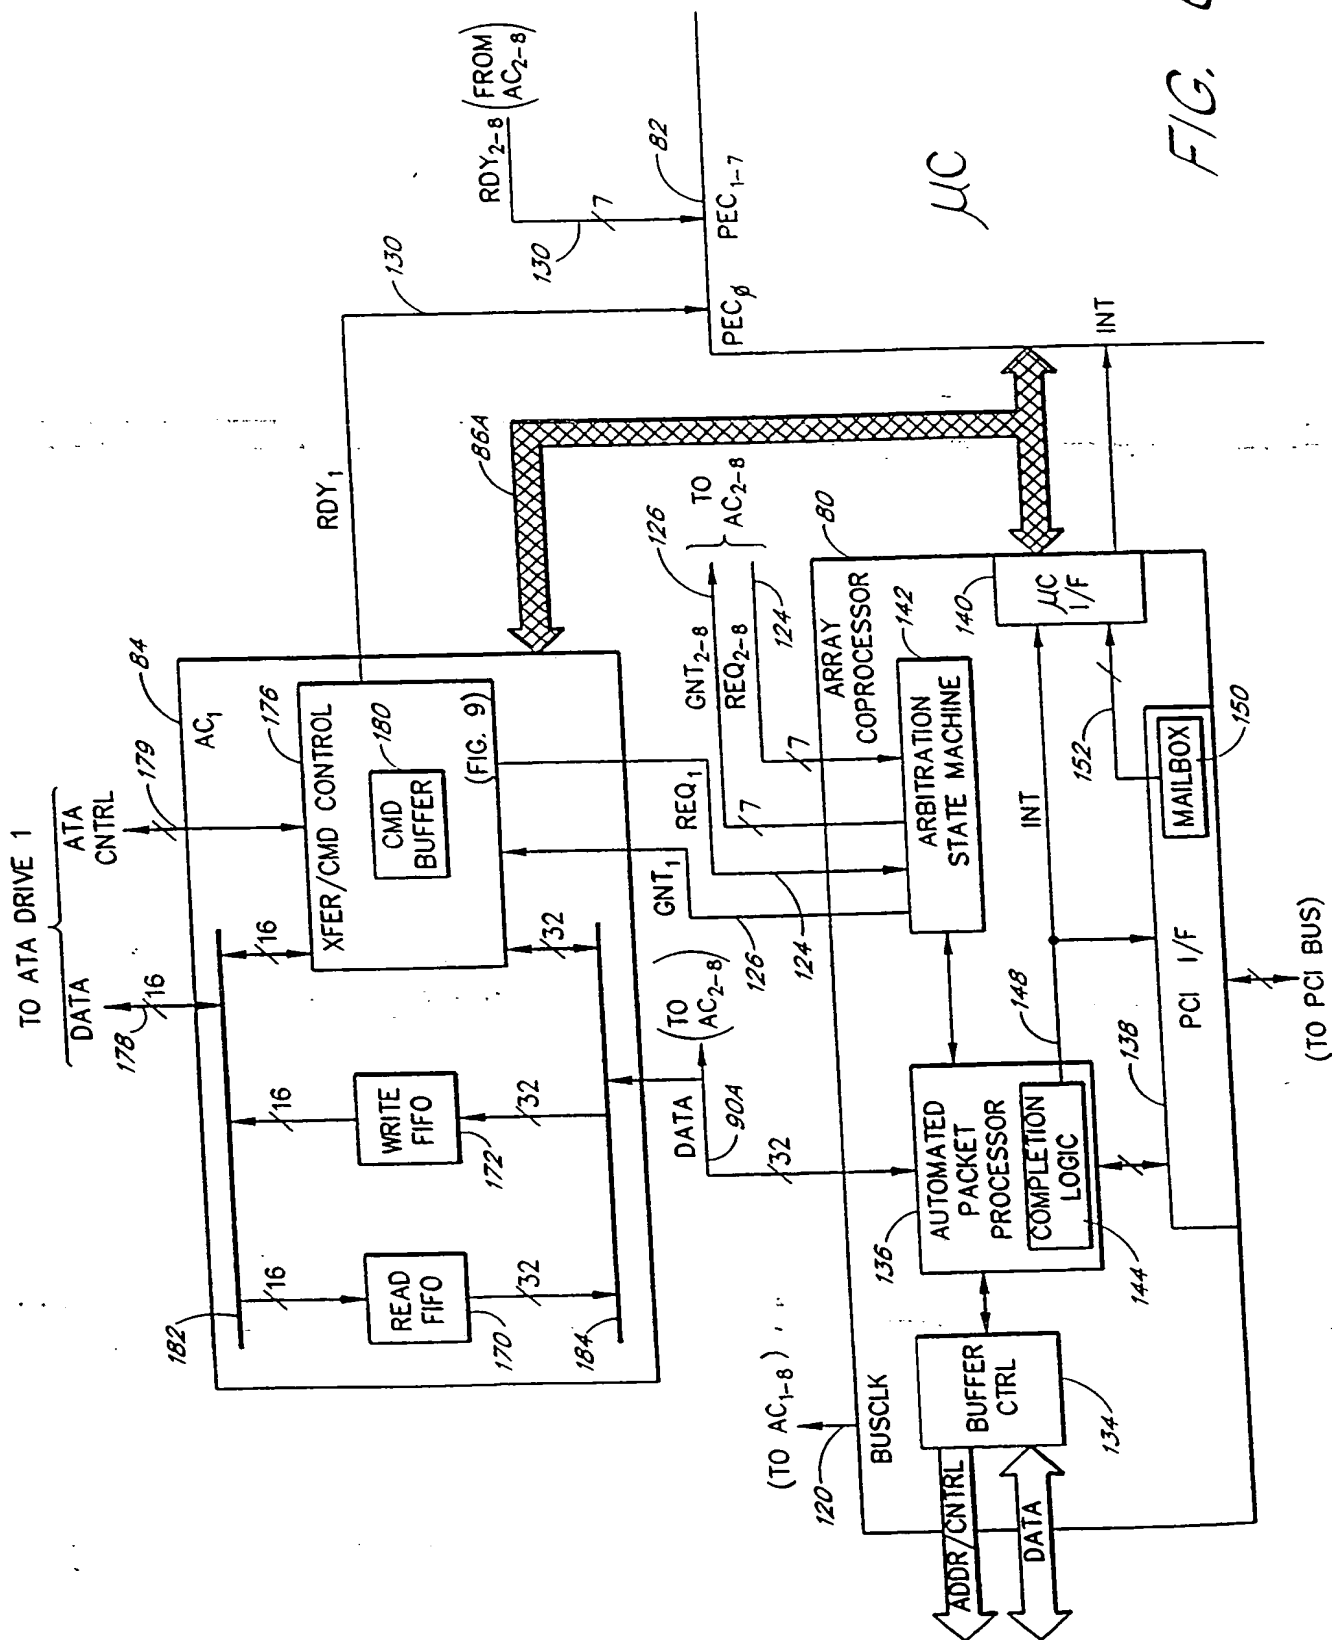 TO ATA DRIVE 1
DATA
ATA
CNTRL
178
16
179
84
AC1
182
16
16
16
READ
FIFO
170
32
WRITE
FIFO
172
32
XFER/CMD CONTROL
176
CMD
BUFFER
180
(FIG. 9)
32
184
RDY1
130
RDY2-8
(FROM
AC2-8)
130
7
82
PECø
PEC1-7
µC
86A
INT
(TO AC1-8)
120
BUSCLK
DATA
90A
(TO
AC2-8)
32
GNT1
126
REQ1
124
GNT2-8
REQ2-8
126
124
TO
AC2-8
7
7
80
ARRAY
COPROCESSOR
142
ARBITRATION
STATE MACHINE
140
µC
I/F
AUTOMATED
PACKET
PROCESSOR
136
COMPLETION
LOGIC
144
148
INT
152
BUFFER
CTRL
134
ADDR/CNTRL
DATA
138
PCI I/F
MAILBOX
150
(TO PCI BUS)
FIG.